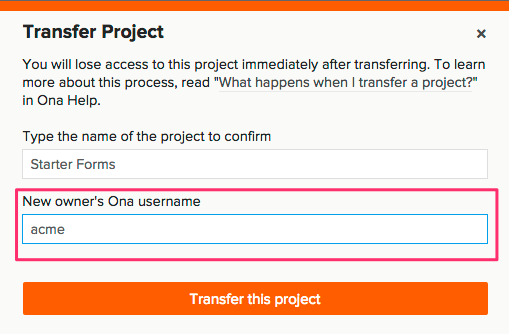 Transfer Project
×
You will lose access to this project immediately after transferring. To learn
more about this process, read "What happens when I transfer a project?"
in Ona Help.
Type the name of the project to confirm
Starter Forms
New owner's Ona username
acme
Transfer this project